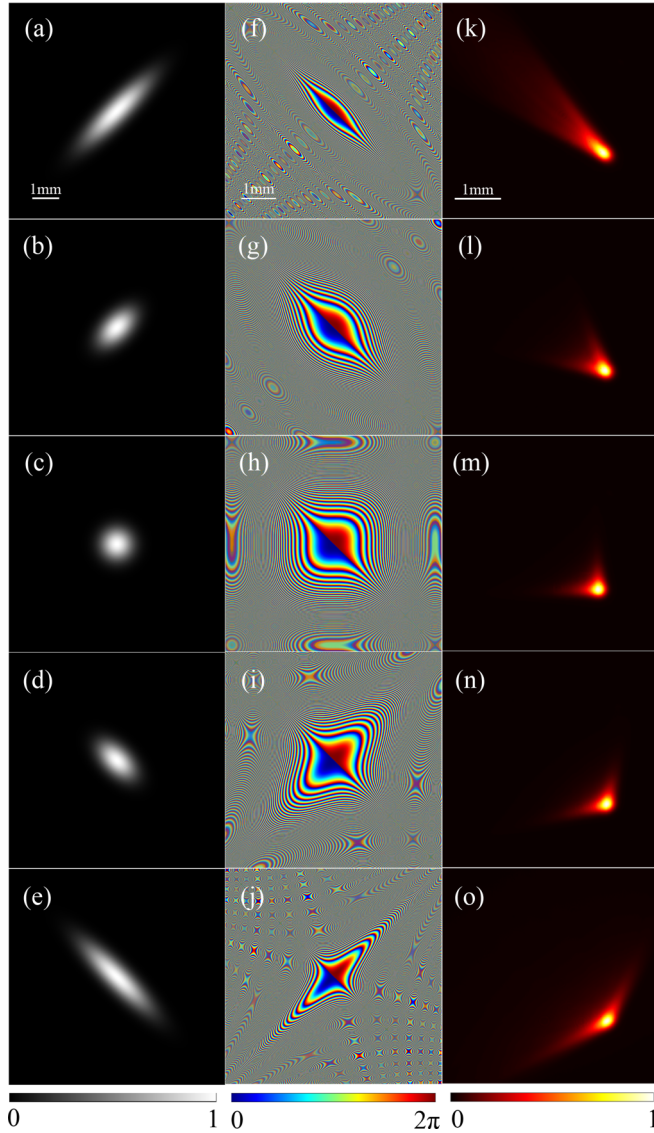 (a) (f) (k)
1mm 1mm 1mm
(b) (g) (l)
(c) (h) (m)
(d) (i) (n)
(e) (j) (o)
0 1 0 2π 0 1